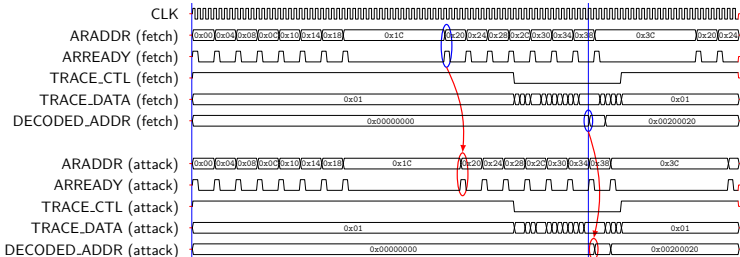 CLK
ARADDR (fetch) 0x00 0x04 0x08 0x0C 0x10 0x14 0x18 0x1C 0x20 0x24 0x28 0x2C 0x30 0x34 0x38 0x3C 0x20 0x24
ARREADY (fetch)
TRACE_CTL (fetch)
TRACE_DATA (fetch) 0x01 0x01
DECODED_ADDR (fetch) 0x00000000 0x00200020
ARADDR (attack) 0x00 0x04 0x08 0x0C 0x10 0x14 0x18 0x1C 0x20 0x24 0x28 0x2C 0x30 0x34 0x38 0x3C
ARREADY (attack)
TRACE_CTL (attack)
TRACE_DATA (attack) 0x01 0x01
DECODED_ADDR (attack) 0x00000000 0x00200020